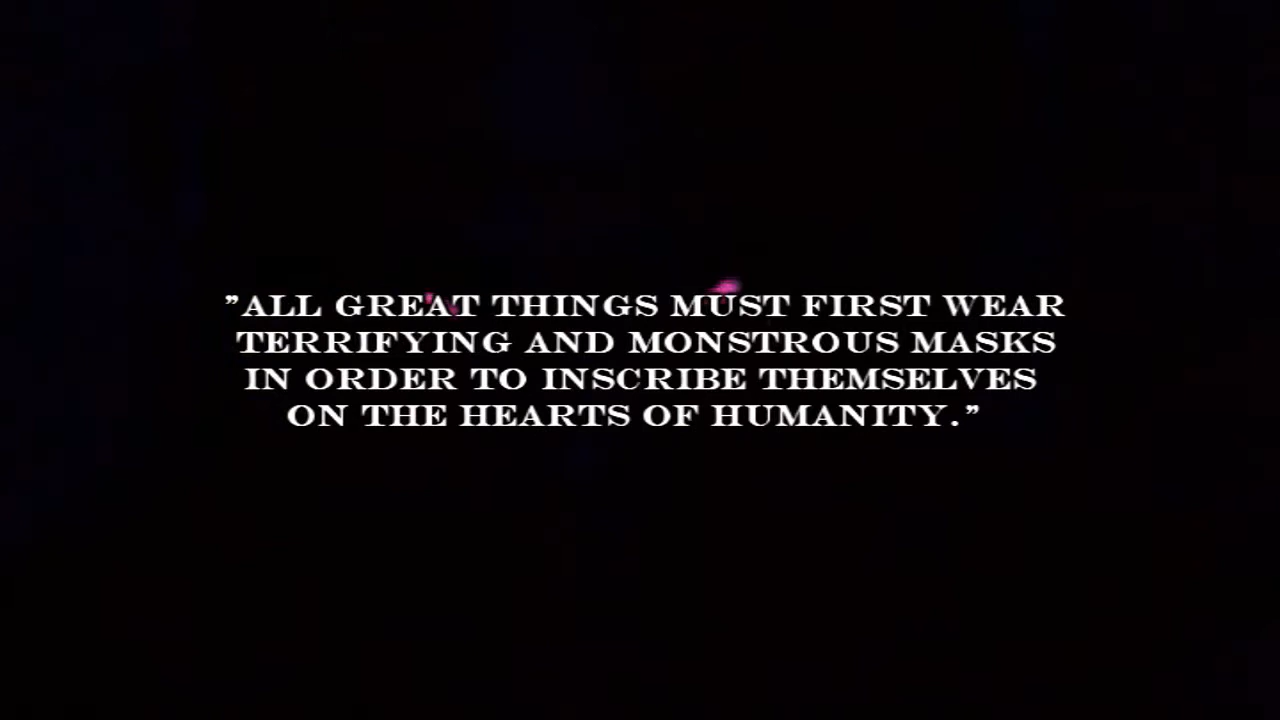 ”ALL GREAT THINGS MUST FIRST WEAR
TERRIFYING AND MONSTROUS MASKS
IN ORDER TO INSCRIBE THEMSELVES
ON THE HEARTS OF HUMANITY.”